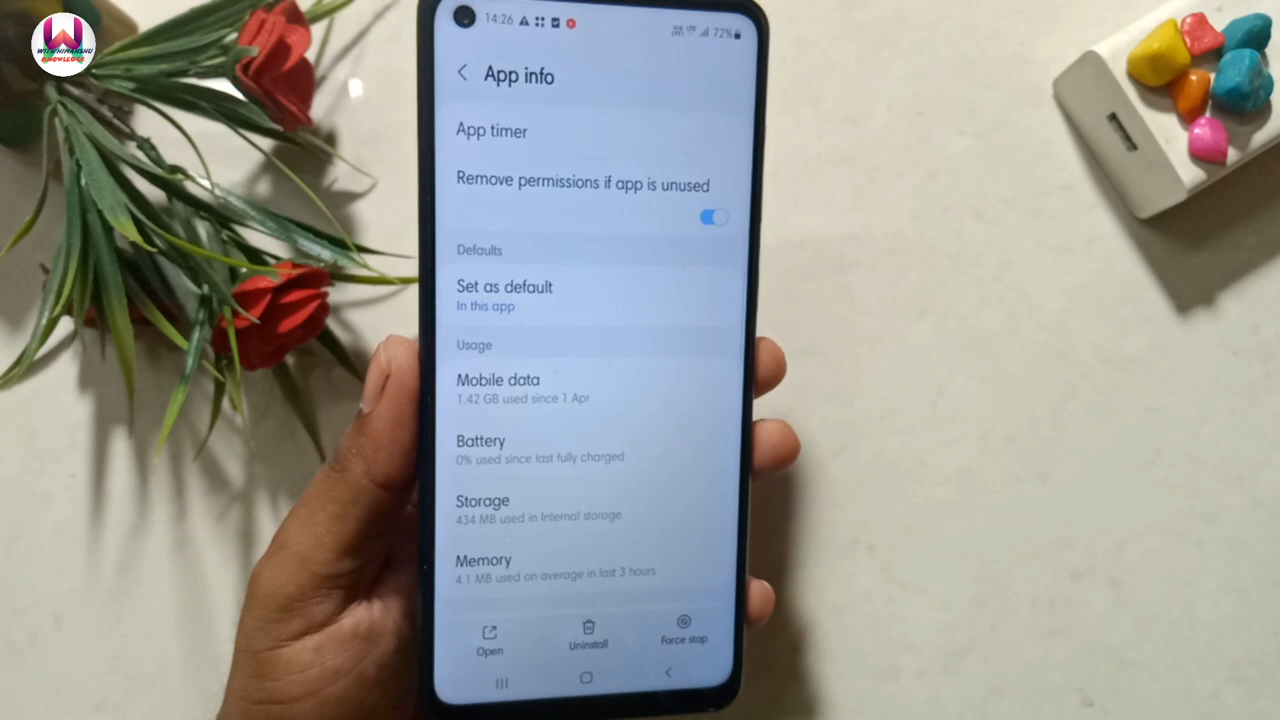 WITH HIMANSHU
KNOWLEDGE
14:26
72%
App info
App timer
Remove permissions if app is unused
Defaults
Set as default
In this app
Usage
Mobile data
1.42 GB used since 1 Apr
Battery
0% used since last fully charged
Storage
434 MB used in Internal storage
Memory
4.1 MB used on average in last 3 hours
Open
Uninstall
Force stop